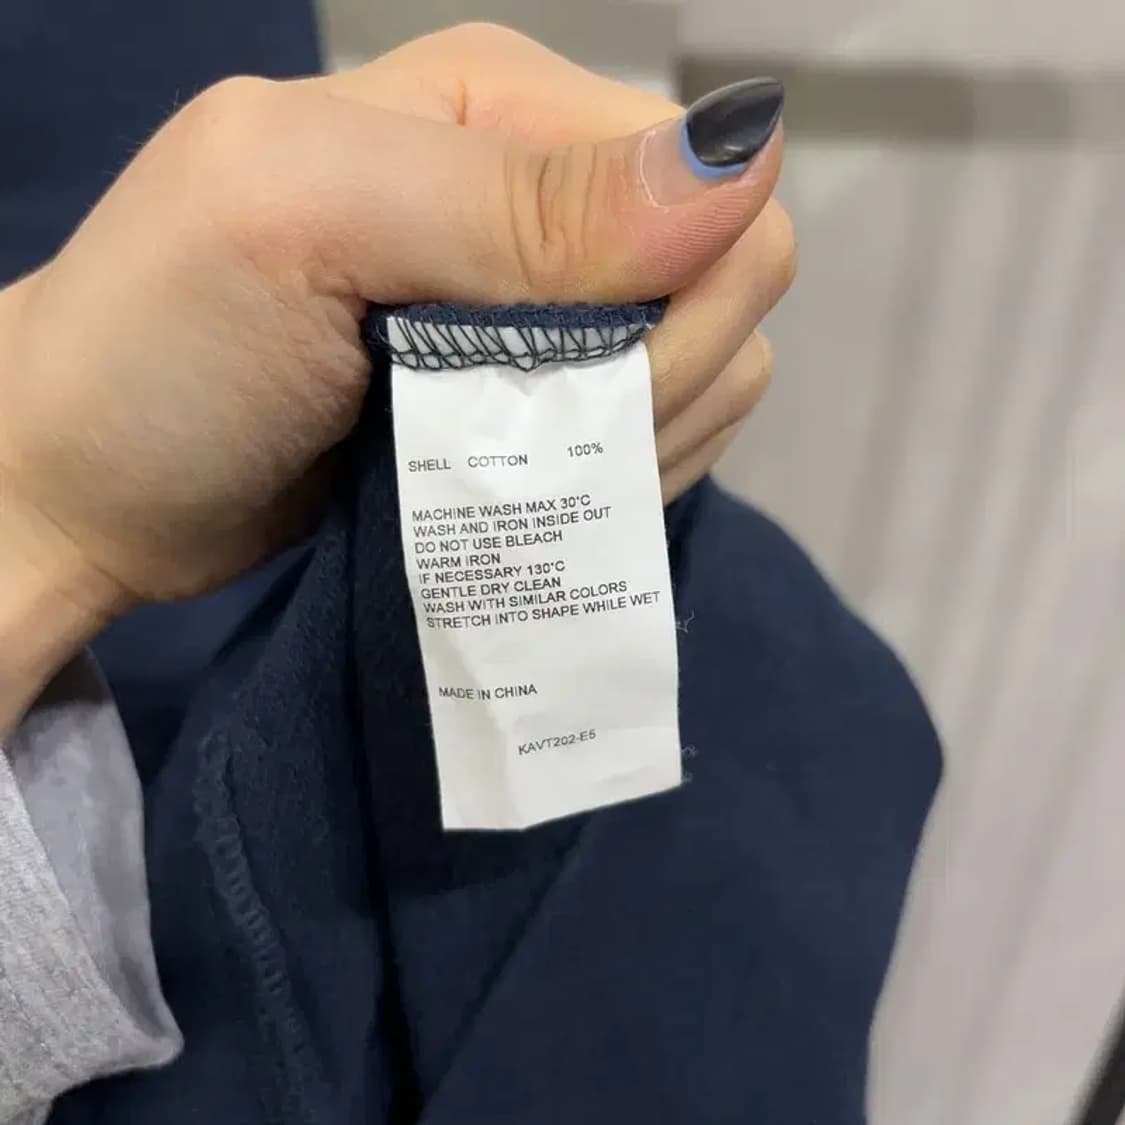 SHELL COTTON 100%
MACHINE WASH MAX 30°C
WASH AND IRON INSIDE OUT
DO NOT USE BLEACH
WARM IRON
IF NECESSARY 130°C
GENTLE DRY CLEAN
WASH WITH SIMILAR COLORS
STRETCH INTO SHAPE WHILE WET
MADE IN CHINA
KAVT202-E5